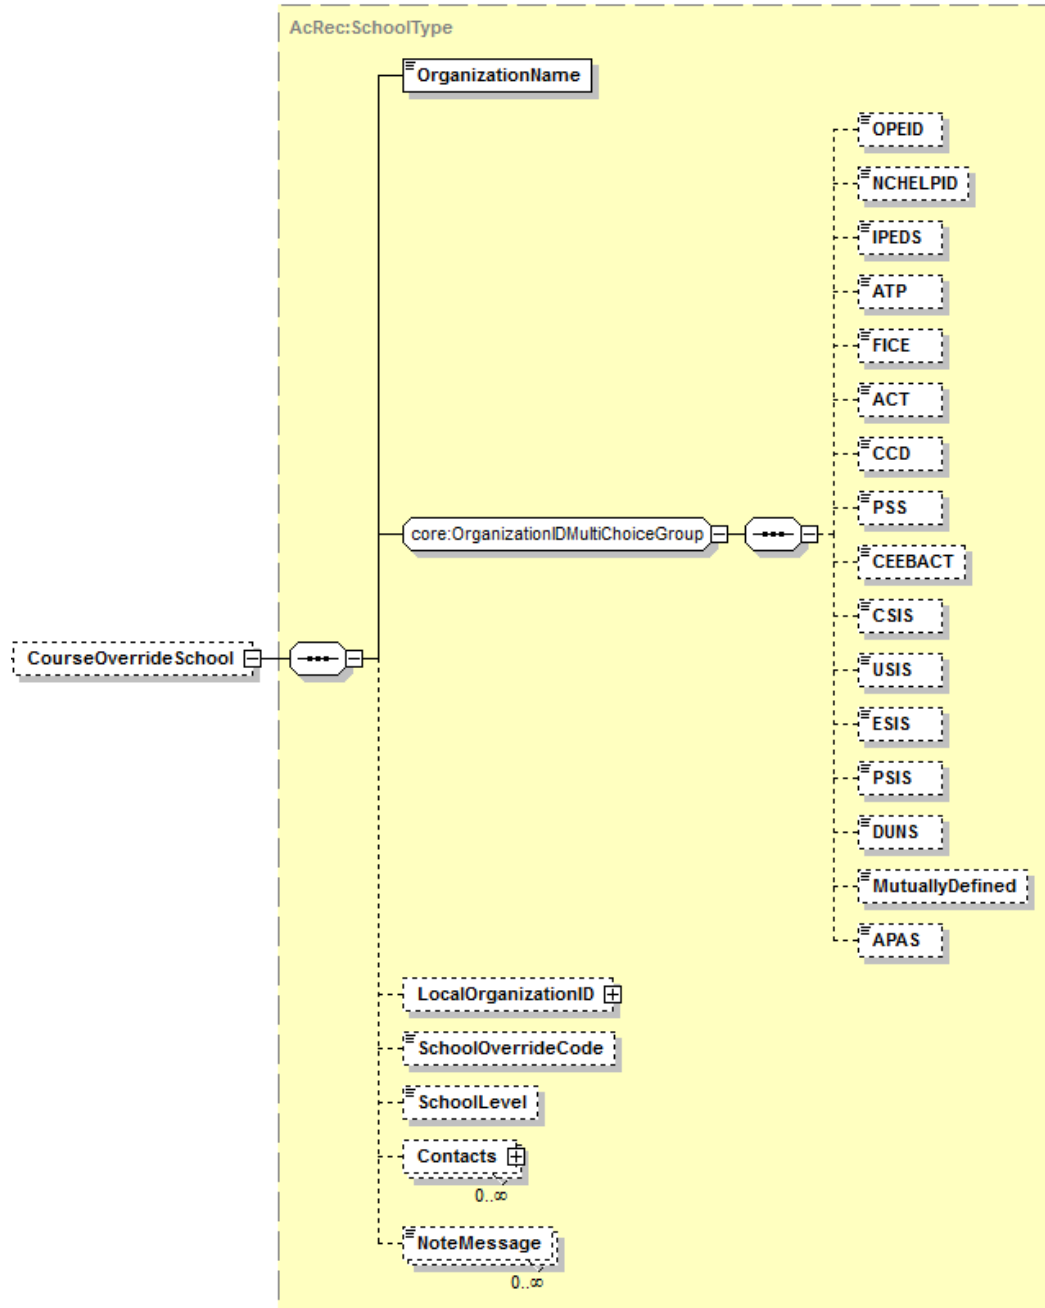 AcRec:SchoolType
OrganizationName
OPEID
NCHELPID
IPEDS
ATP
FICE
ACT
CCD
PSS
core:OrganizationIDMultiChoiceGroup
CEEBACT
CSIS
CourseOverrideSchool
USIS
ESIS
PSIS
DUNS
MutuallyDefined
APAS
LocalOrganizationID
SchoolOverrideCode
SchoolLevel
Contacts
0..∞
NoteMessage
0..∞